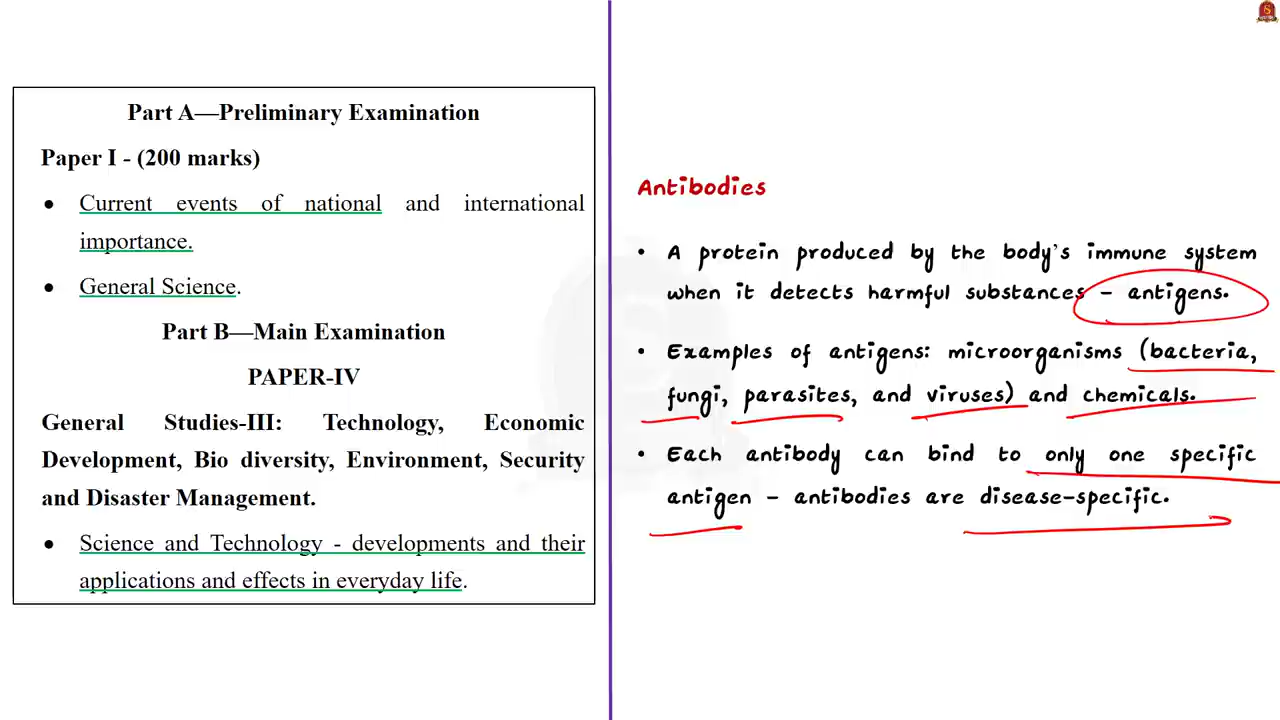 Part A—Preliminary Examination
Paper I - (200 marks)
● Current events of national and international
importance.
● General Science.
Part B—Main Examination
PAPER-IV
General Studies-III: Technology, Economic
Development, Bio diversity, Environment, Security
and Disaster Management.
● Science and Technology - developments and their
applications and effects in everyday life.
Antibodies
• A protein produced by the body's immune system
when it detects harmful substances - antigens.
• Examples of antigens: microorganisms (bacteria,
fungi, parasites, and viruses) and chemicals.
• Each antibody can bind to only one specific
antigen - antibodies are disease-specific.